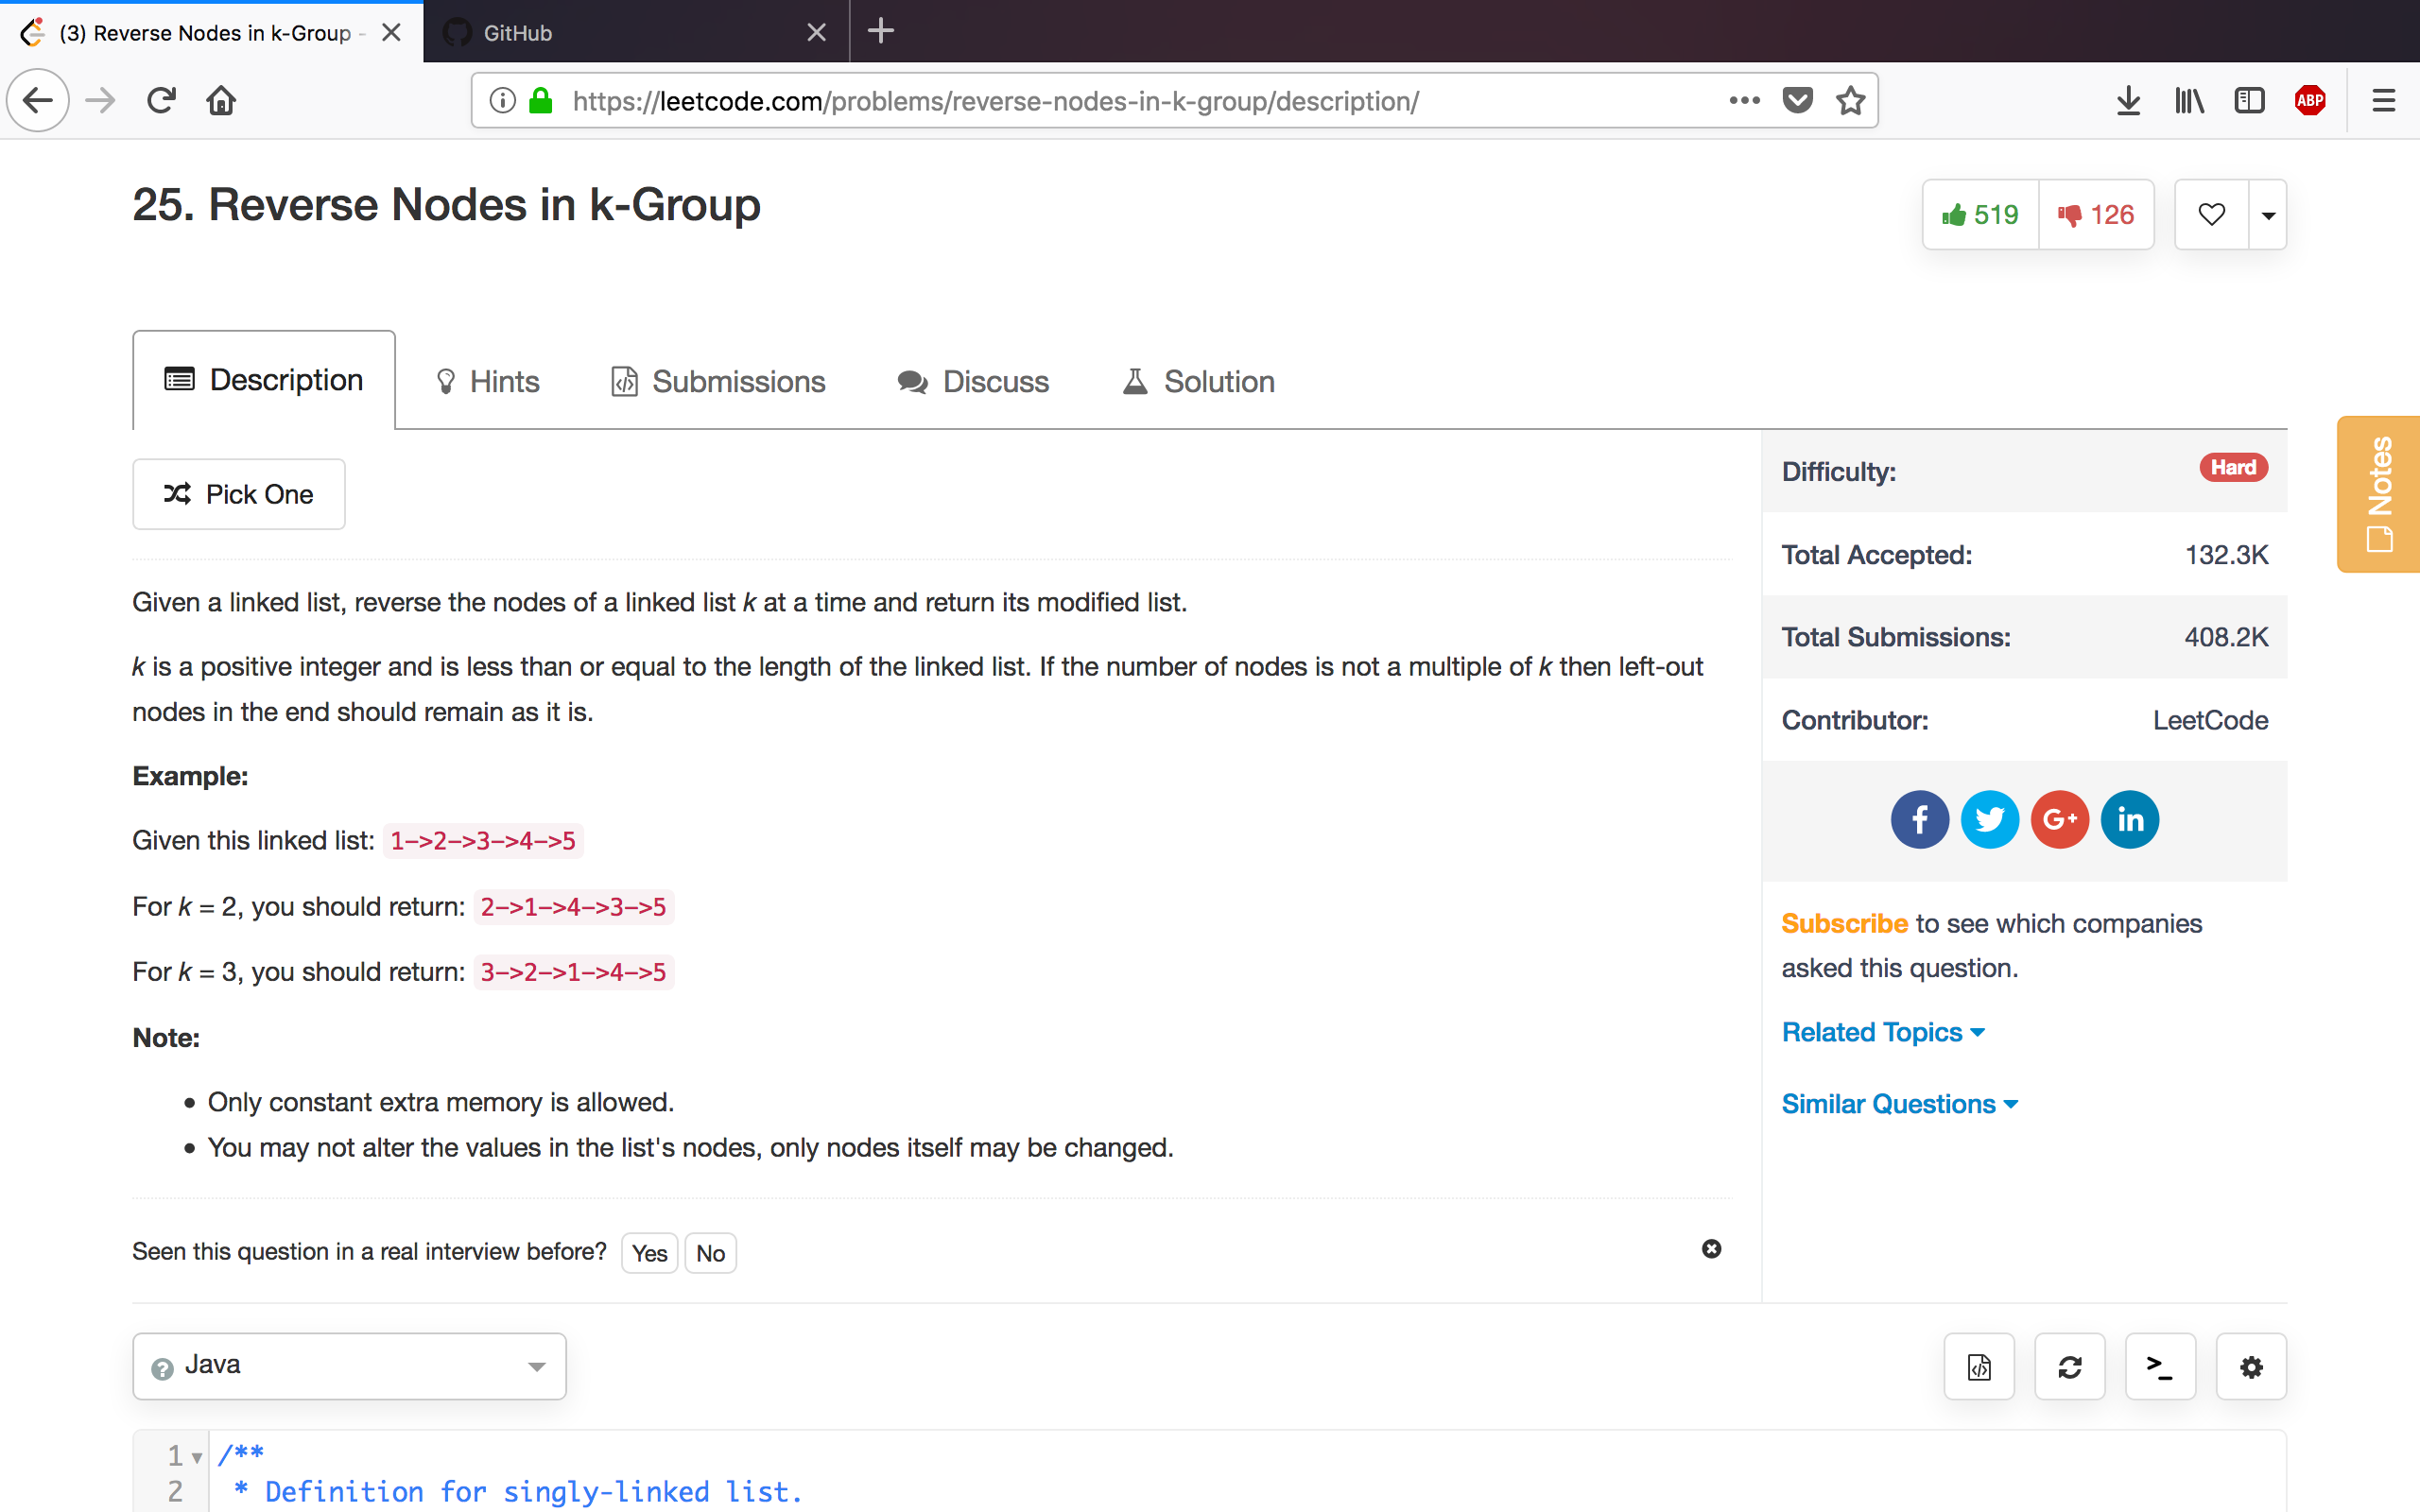 (3) Reverse Nodes in k-Group -
GitHub
https://leetcode.com/problems/reverse-nodes-in-k-group/description/
ABP
25. Reverse Nodes in k-Group
519
126
Description
Hints
Submissions
Discuss
Solution
Notes
Pick One
Given a linked list, reverse the nodes of a linked list k at a time and return its modified list.
k is a positive integer and is less than or equal to the length of the linked list. If the number of nodes is not a multiple of k then left-out
nodes in the end should remain as it is.
Example:
Given this linked list: 1->2->3->4->5
For k = 2, you should return: 2->1->4->3->5
For k = 3, you should return: 3->2->1->4->5
Note:
• Only constant extra memory is allowed.
• You may not alter the values in the list's nodes, only nodes itself may be changed.
Seen this question in a real interview before? Yes No
Difficulty: Hard
Total Accepted: 132.3K
Total Submissions: 408.2K
Contributor: LeetCode
f G+ in
Subscribe to see which companies
asked this question.
Related Topics
Similar Questions
? Java
>_
1 /**
2 * Definition for singly-linked list.